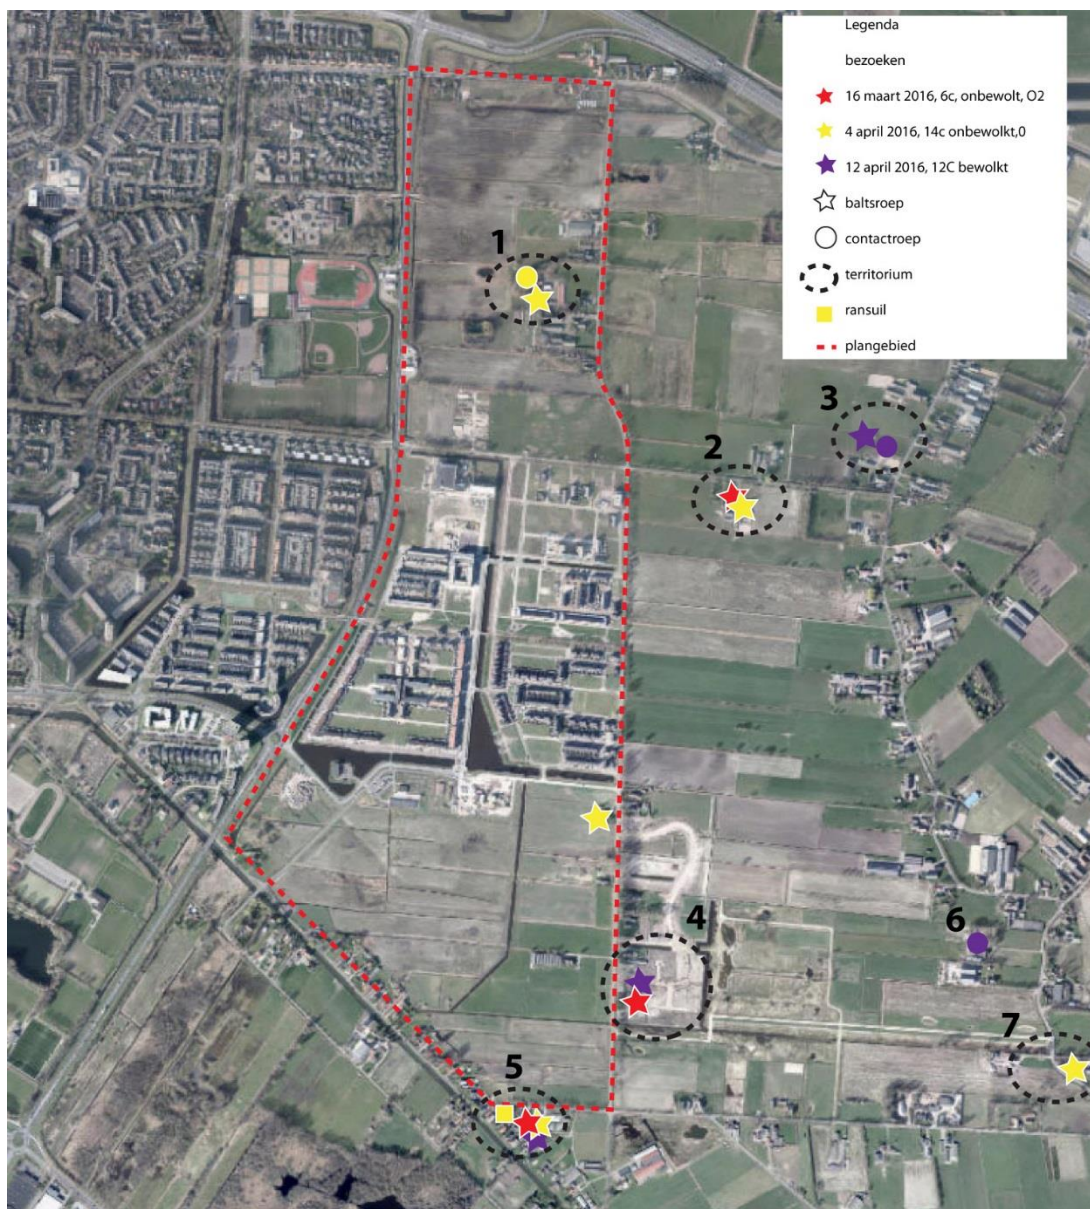 Legenda
bezoeken
16 maart 2016, 6c, onbewolt, O2
4 april 2016, 14c onbewolkt,0
12 april 2016, 12C bewolkt
baltsroep
contactroep
territorium
ransuil
plangebied
1
3
2
4
6
7
5